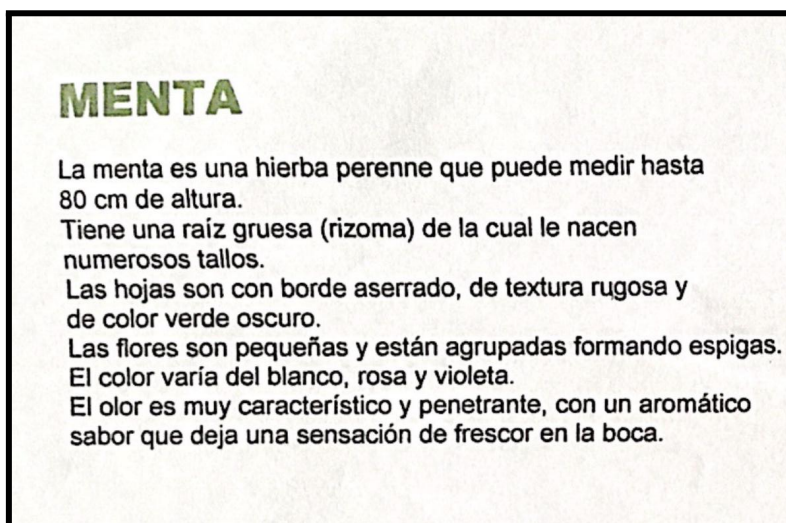 MENTA
La menta es una hierba perenne que puede medir hasta
80 cm de altura.
Tiene una raíz gruesa (rizoma) de la cual le nacen
numerosos tallos.
Las hojas son con borde aserrado, de textura rugosa y
de color verde oscuro.
Las flores son pequeñas y están agrupadas formando espigas.
El color varía del blanco, rosa y violeta.
El olor es muy característico y penetrante, con un aromático
sabor que deja una sensación de frescor en la boca.